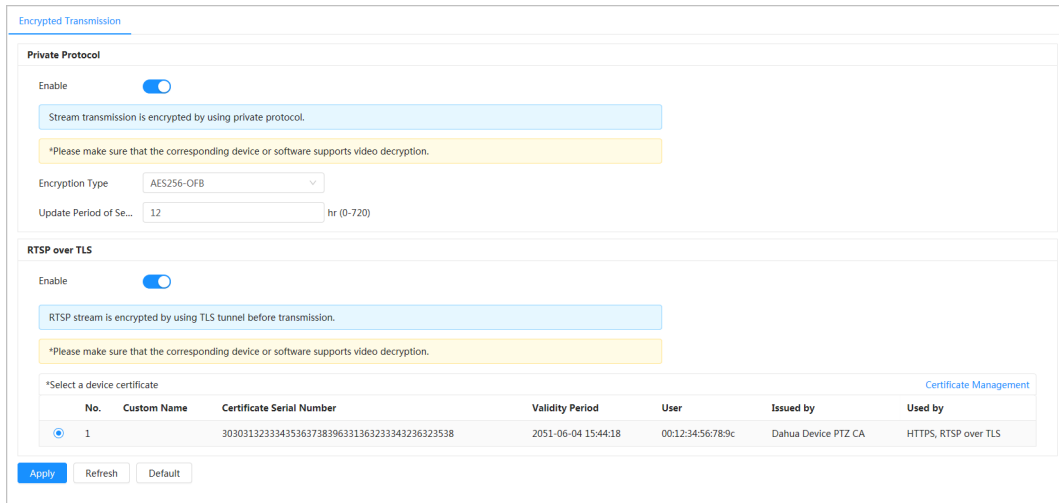 Encrypted Transmission
Private Protocol
Enable
Stream transmission is encrypted by using private protocol.
*Please make sure that the corresponding device or software supports video decryption.
Encryption Type AES256-OFB
Update Period of Se... 12 hr (0-720)
RTSP over TLS
Enable
RTSP stream is encrypted by using TLS tunnel before transmission.
*Please make sure that the corresponding device or software supports video decryption.
*Select a device certificate Certificate Management
No. Custom Name Certificate Serial Number Validity Period User Issued by Used by
1 303031323334353637383963313632333432363235​38 2051-06-04 15:44:18 00:12:34:56:78:9c Dahua Device PTZ CA HTTPS, RTSP over TLS
Apply Refresh Default